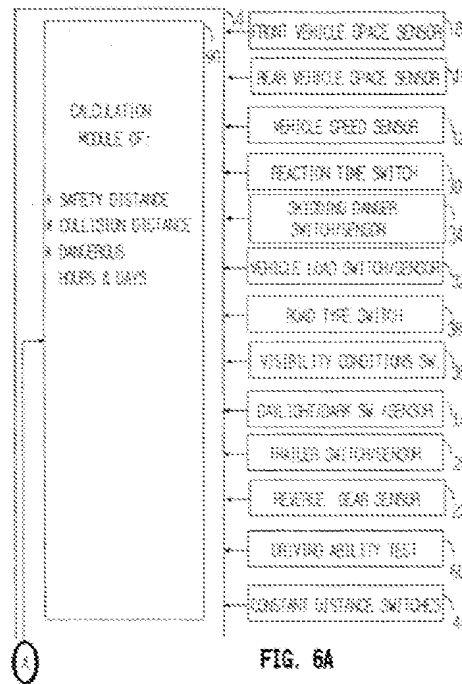 FRONT VEHICLE SPACE SENSOR
REAR VEHICLE SPACE SENSOR
CALCULATION
MODULE OF:
VEHICLE SPEED SENSOR
REACTION TIME SWITCH
SAFETY DISTANCE
COLLISION DISTANCE
DANGEROUS
HOURS & DAYS
SKIDDING DANGER
SWITCH/SENSOR
VEHICLE LOAD SWITCH/SENSOR
ROAD TYPE SWITCH
VISIBILITY CONDITIONS SW.
DAYLIGHT/DARK SW./SENSOR
TRAILER SWITCH/SENSOR
REVERSE GEAR SENSOR
DRIVING ABILITY TEST
CONSTANT DISTANCE SWITCHES
FIG. 6A